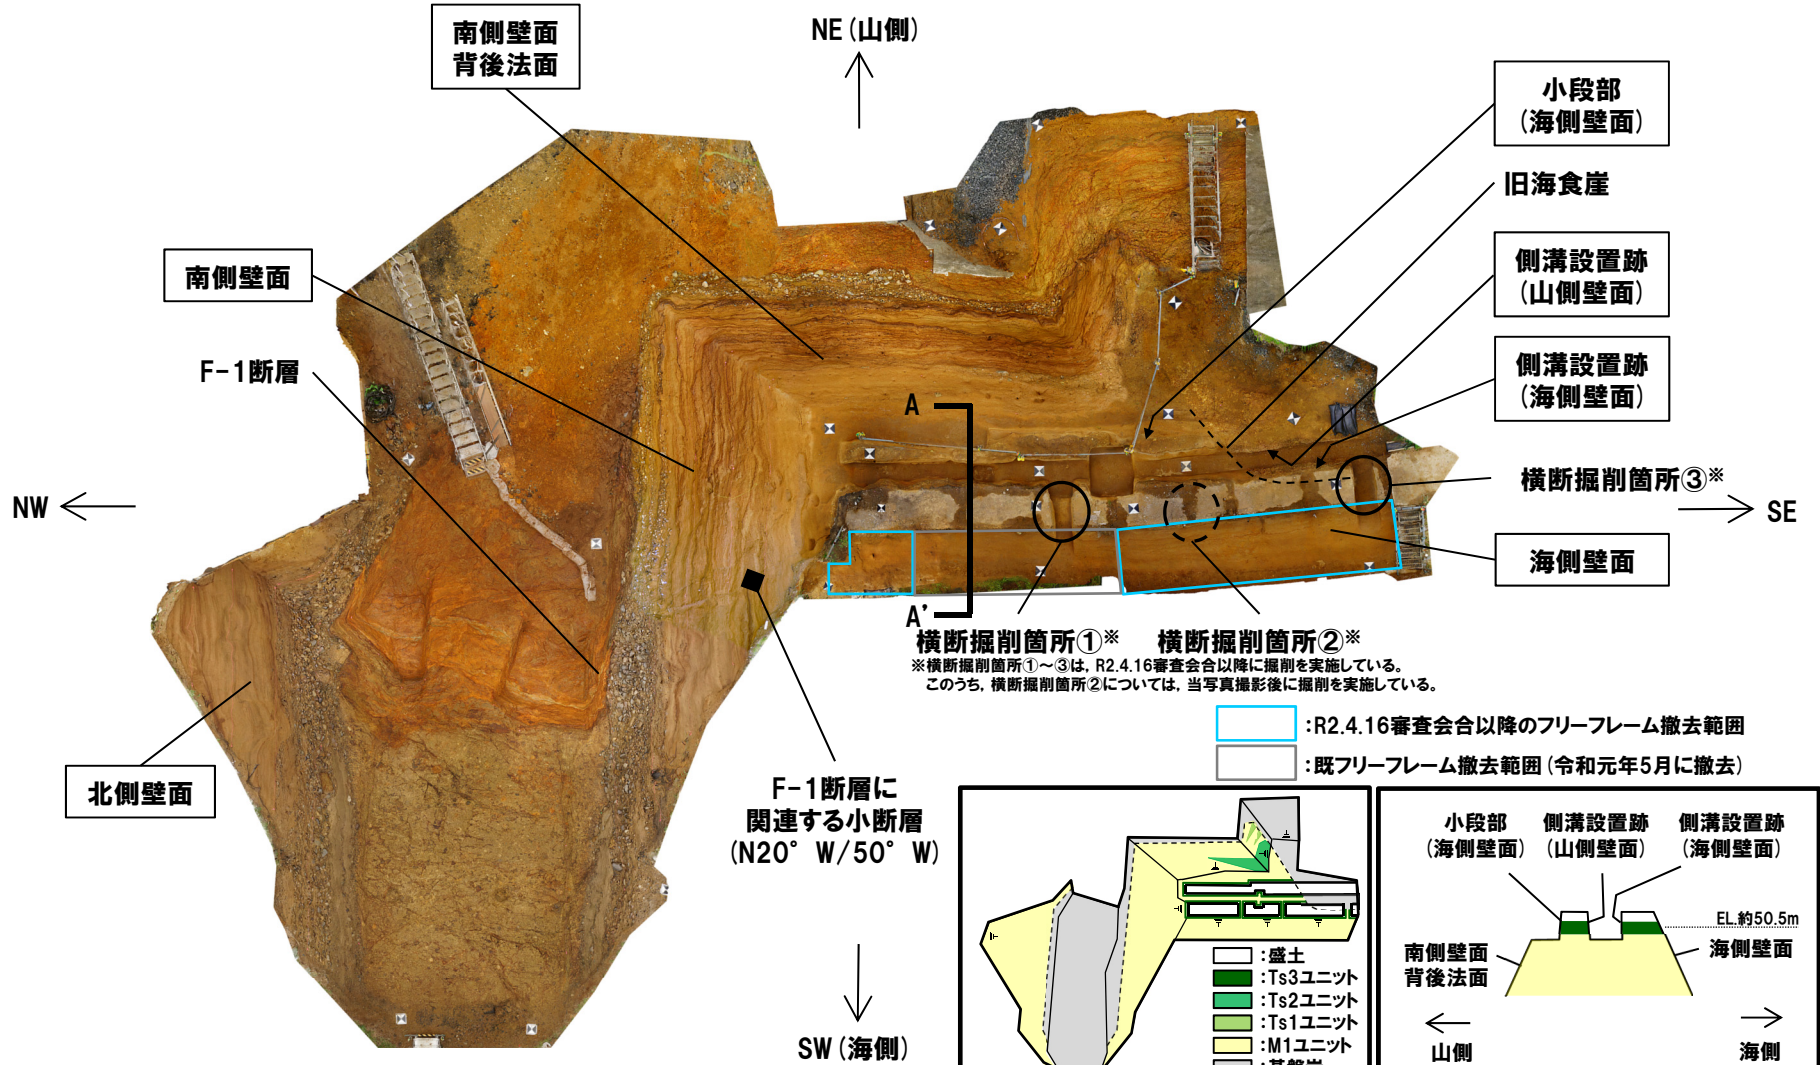 NE(山側)
南側壁面
背後法面
小段部
(海側壁面)
旧海食崖
側溝設置跡
(山側壁面)
南側壁面
側溝設置跡
(海側壁面)
F-1断層
A
横断掘削箇所③※
NW
SE
海側壁面
A'
横断掘削箇所①※
横断掘削箇所②※
※横断掘削箇所①~③は, R2.4.16審査会合以降に掘削を実施している。
このうち, 横断掘削箇所②については, 当写真撮影後に掘削を実施している。
:R2.4.16審査会合以降のフリーフレーム撤去範囲
:既フリーフレーム撤去範囲(令和元年5月に撤去)
北側壁面
F-1断層に
関連する小断層
(N20°W/50°W)
SW(海側)
:盛土
:Ts3ユニット
:Ts2ユニット
:Ts1ユニット
:M1ユニット
:基盤岩
小段部
(海側壁面)
側溝設置跡
(山側壁面)
側溝設置跡
(海側壁面)
EL.約50.5m
南側壁面
背後法面
海側壁面
山側
海側